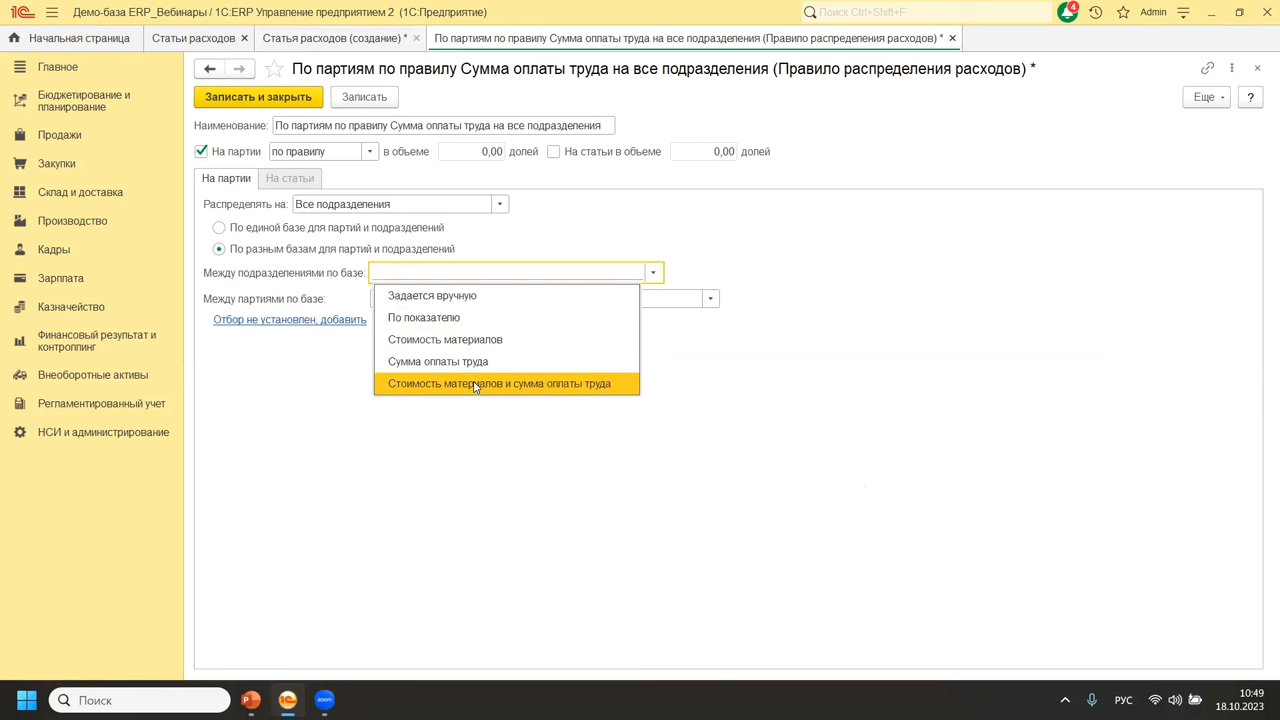 Демо-база ERP_Вебинары / 1С:ERP Управление предприятием 2 (1С:Предприятие)
Поиск Ctrl+Shift+F
4
Admin
Начальная страница
Статьи расходов
Статья расходов (создание) *
По партиям по правилу Сумма оплаты труда на все подразделения (Правило распределения расходов) *
Главное
Бюджетирование и
планирование
Продажи
Закупки
Склад и доставка
Производство
Кадры
Зарплата
Казначейство
Финансовый результат и
контроллинг
Внеоборотные активы
Регламентированный учет
НСИ и администрирование
По партиям по правилу Сумма оплаты труда на все подразделения (Правило распределения расходов) *
Записать и закрыть
Записать
Еще
?
Наименование: По партиям по правилу Сумма оплаты труда на все подразделения
На партии по правилу в объеме 0,00 долей На статьи в объеме 0,00 долей
На партии На статьи
Распределять на: Все подразделения
По единой базе для партий и подразделений
По разным базам для партий и подразделений
Между подразделениями по базе:
Задается вручную
Между партиями по базе:
По показателю
Отбор не установлен, добавить
Стоимость материалов
Сумма оплаты труда
Стоимость материалов и сумма оплаты труда
Поиск
P
1С
zoom
РУС
10:49
18.10.2023